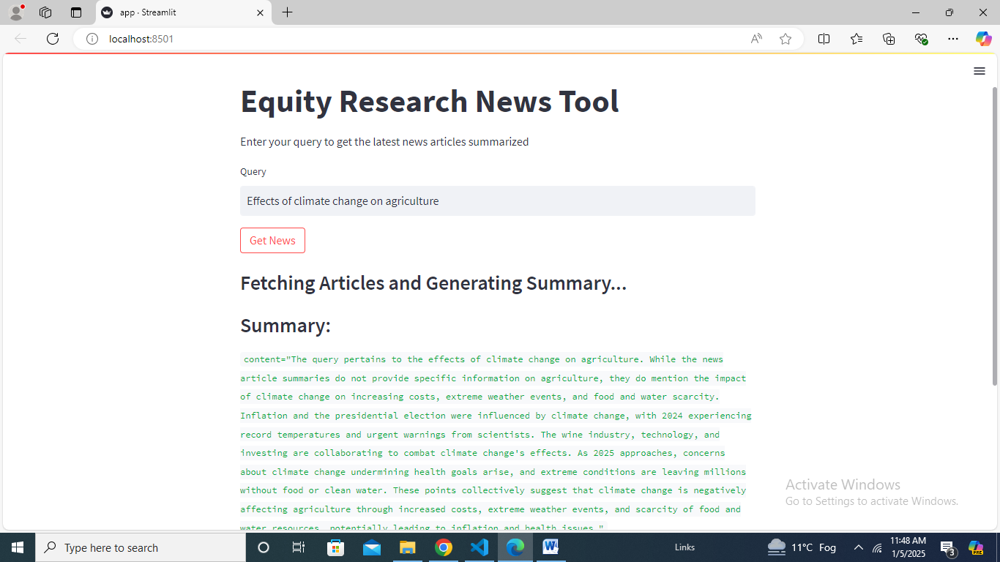 app · Streamlit
localhost:8501
Equity Research News Tool
Enter your query to get the latest news articles summarized
Query
Effects of climate change on agriculture
Get News
Fetching Articles and Generating Summary...
Summary:
content="The query pertains to the effects of climate change on agriculture. While the news
article summaries do not provide specific information on agriculture, they do mention the impact
of climate change on increasing costs, extreme weather events, and food and water scarcity.
Inflation and the presidential election were influenced by climate change, with 2024 experiencing
record temperatures and urgent warnings from scientists. The wine industry, technology, and
investing are collaborating to combat climate change's effects. As 2025 approaches, concerns
about climate change undermining health goals arise, and extreme conditions are leaving millions
without food or clean water. These points collectively suggest that climate change is negatively
affecting agriculture through increased costs, extreme weather events, and scarcity of food and
water resources, potentially leading to inflation and health issues."
Activate Windows
Go to Settings to activate Windows.
Type here to search
Links
11°C Fog
11:48 AM
1/5/2025
3
PRE